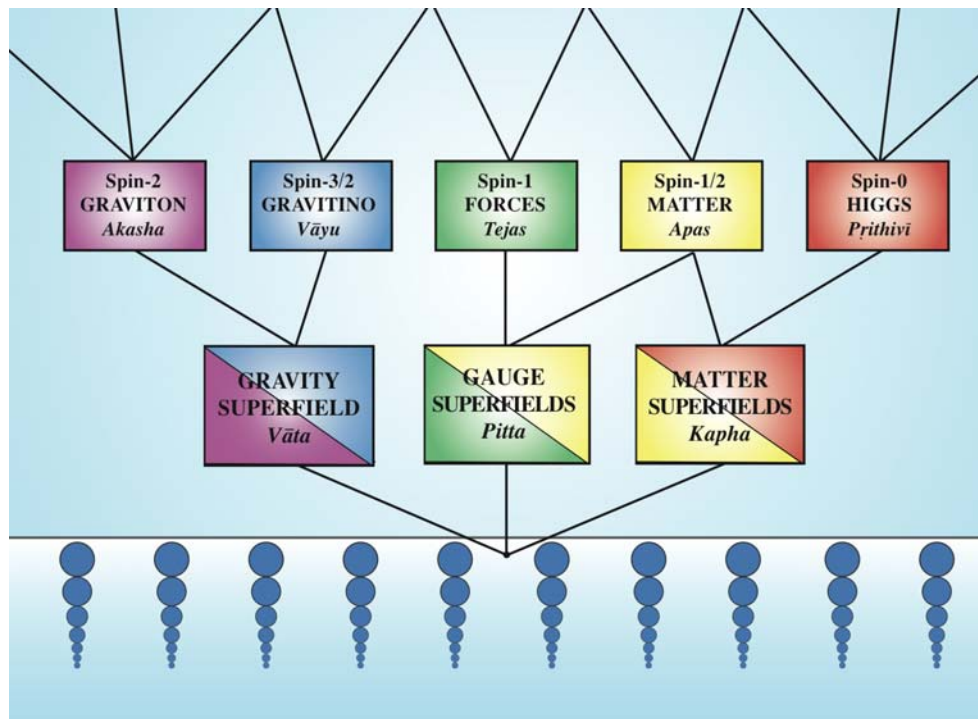 Spin-2
GRAVITON
Akasha
Spin-3/2
GRAVITINO
Vāyu
Spin-1
FORCES
Tejas
Spin-1/2
MATTER
Apas
Spin-0
HIGGS
Pṛithivī
GRAVITY
SUPERFIELD
Vāta
GAUGE
SUPERFIELDS
Pitta
MATTER
SUPERFIELDS
Kapha